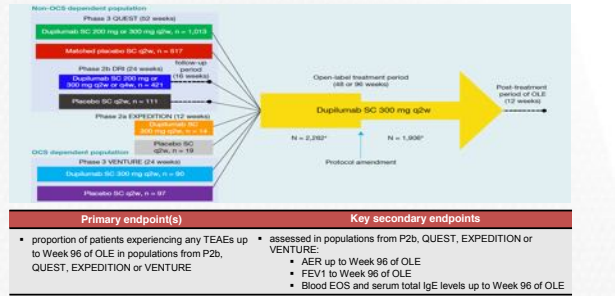 Non-OCS dependent population
Phase 3 QUEST (52 weeks)
Dupilumab SC 200 mg or 300 mg q2w, n = 1,013
Matched placebo SC q2w, n = 517
Phase 2b DRI (24 weeks)
follow-up
period
(16 weeks)
Dupilumab SC 200 mg or
300 mg q2w or q4w, n = 421
Placebo SC q2w, n = 111
Phase 2a EXPEDITION (12 weeks)
Dupilumab SC
300 mg q2w, n = 14
Placebo SC
q2w, n = 19
OCS dependent population
Phase 3 VENTURE (24 weeks)
Dupilumab SC 300 mg q2w, n = 90
Placebo SC q2w, n = 97
Open-label treatment period
(48 or 96 weeks)
Dupilumab SC 300 mg q2w
N = 2,282*
N = 1,906*
Protocol amendment
Post-treatment
period of OLE
(12 weeks)
Primary endpoint(s)
▪ proportion of patients experiencing any TEAEs up
to Week 96 of OLE in populations from P2b,
QUEST, EXPEDITION or VENTURE
Key secondary endpoints
▪ assessed in populations from P2b, QUEST, EXPEDITION or
VENTURE:
▪ AER up to Week 96 of OLE
▪ FEV1 to Week 96 of OLE
▪ Blood EOS and serum total IgE levels up to Week 96 of OLE